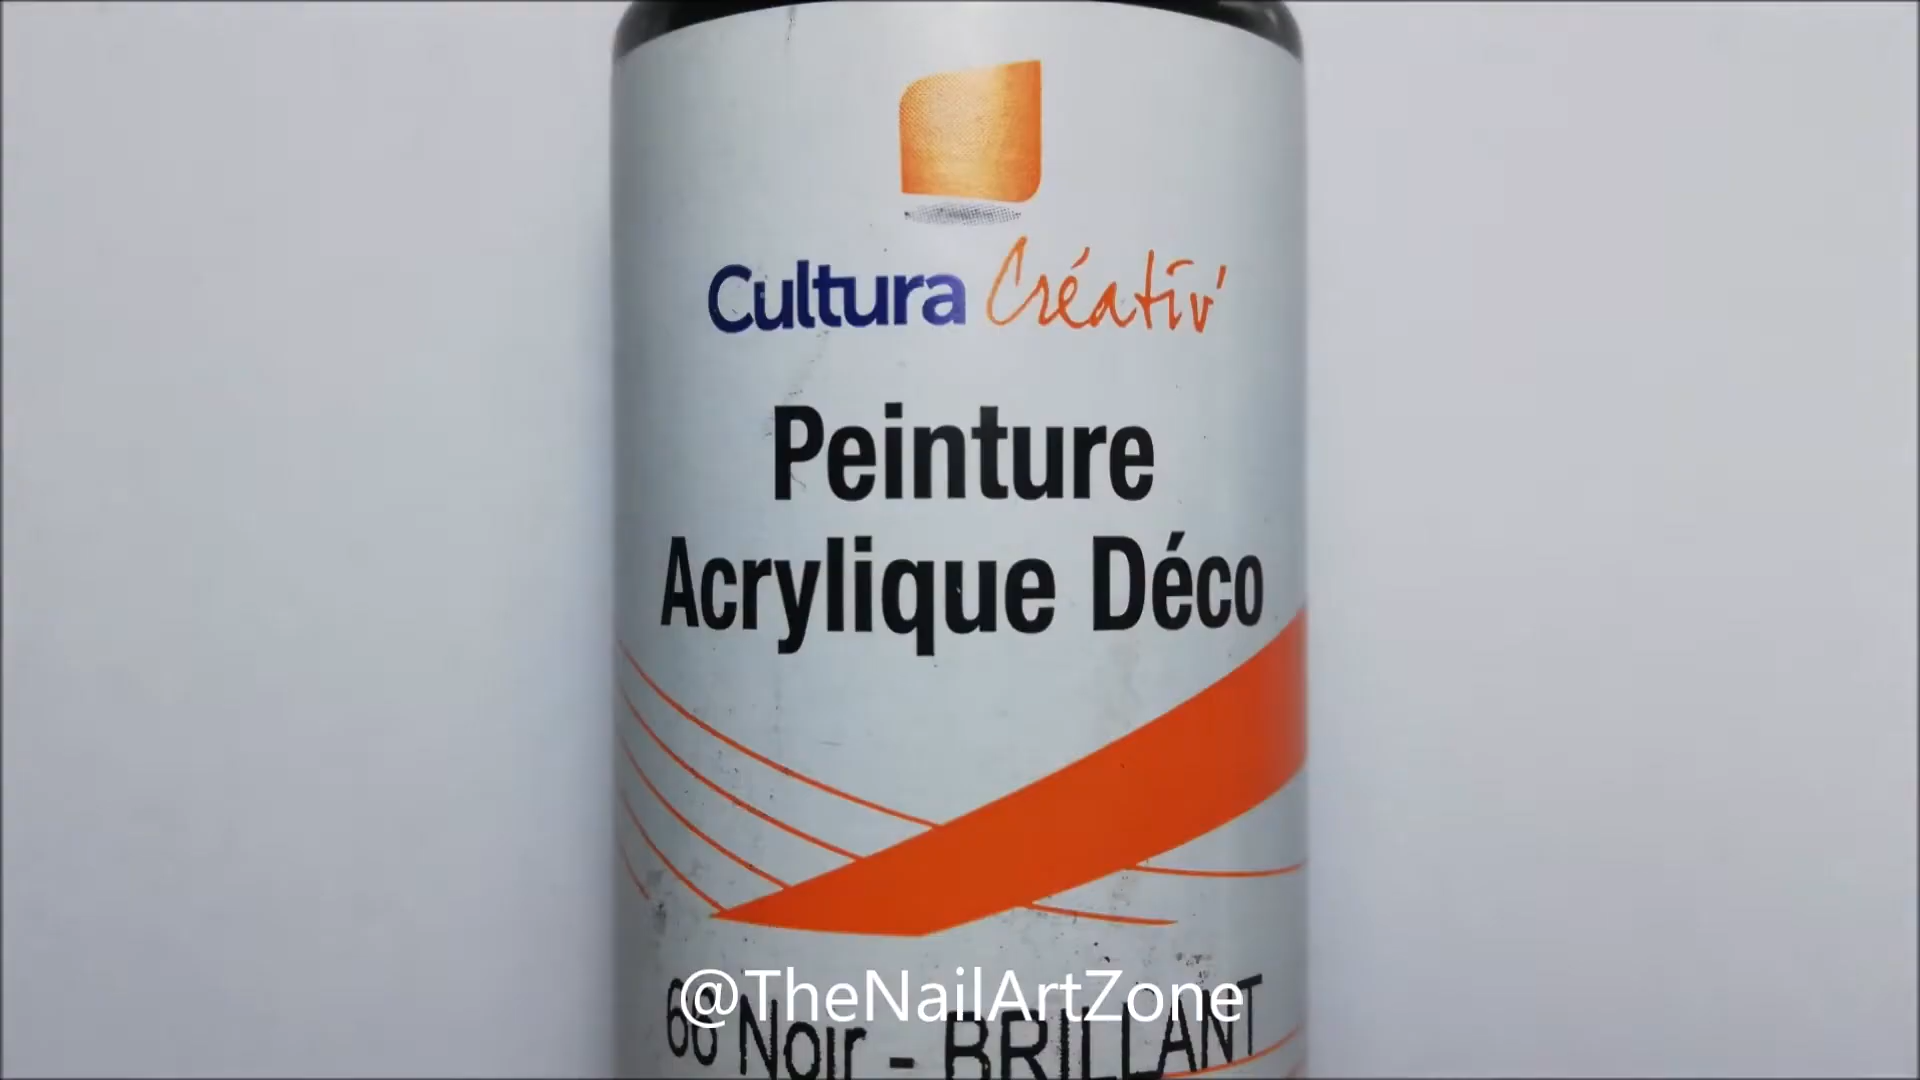 Cultura Créativ'
Peinture
Acrylique Déco
@TheNailArtZone
Noir - BRILLANT